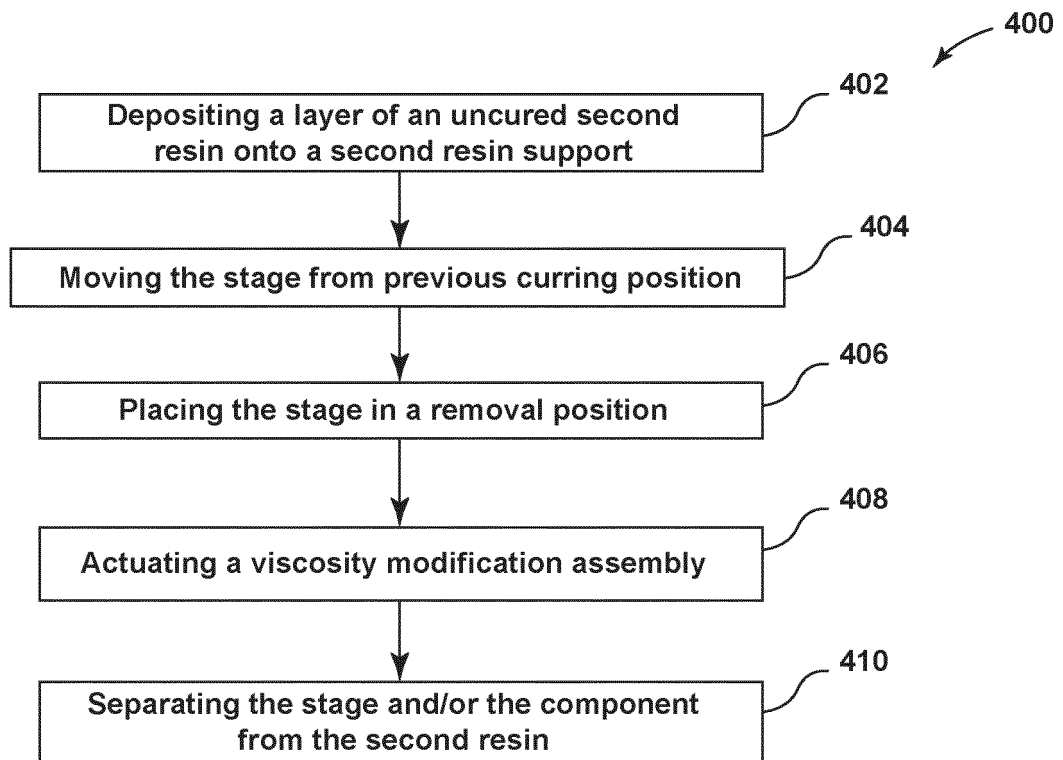 400
402
Depositing a layer of an uncured second
resin onto a second resin support
404
Moving the stage from previous curring position
406
Placing the stage in a removal position
408
Actuating a viscosity modification assembly
410
Separating the stage and/or the component
from the second resin